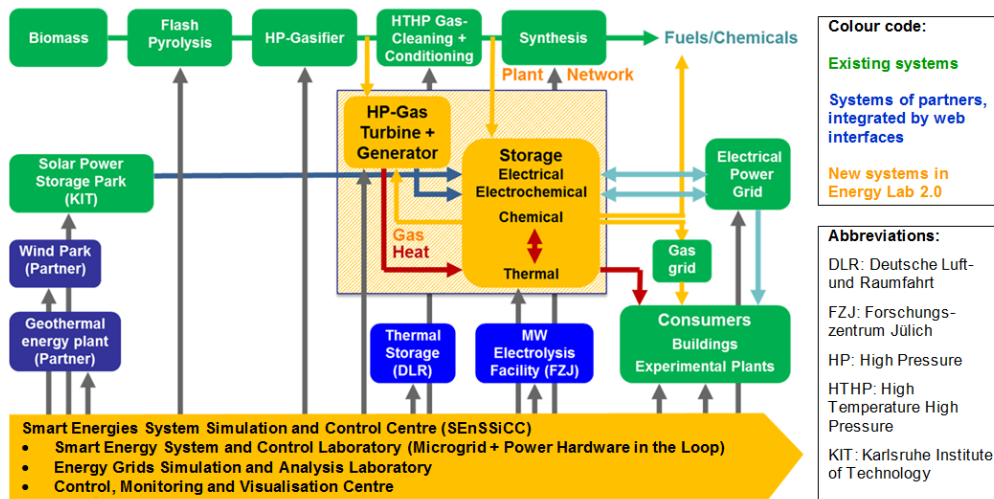 Biomass
Flash
Pyrolysis
HP-Gasifier
HTHP Gas-
Cleaning +
Conditioning
Synthesis
Fuels/Chemicals
Plant Network
HP-Gas
Turbine +
Generator
Storage
Electrical
Electrochemical
Chemical
Thermal
Gas
Heat
Solar Power
Storage Park
(KIT)
Wind Park
(Partner)
Geothermal
energy plant
(Partner)
Electrical
Power
Grid
Gas
grid
Thermal
Storage
(DLR)
MW
Electrolysis
Facility (FZJ)
Consumers
Buildings
Experimental Plants
Smart Energies System Simulation and Control Centre (SEnSSiCC)
• Smart Energy System and Control Laboratory (Microgrid + Power Hardware in the Loop)
• Energy Grids Simulation and Analysis Laboratory
• Control, Monitoring and Visualisation Centre
Colour code:
Existing systems
Systems of partners,
integrated by web
interfaces
New systems in
Energy Lab 2.0
Abbreviations:
DLR: Deutsche Luft-
und Raumfahrt
FZJ: Forschungs-
zentrum Jülich
HP: High Pressure
HTHP: High
Temperature High
Pressure
KIT: Karlsruhe Institute
of Technology